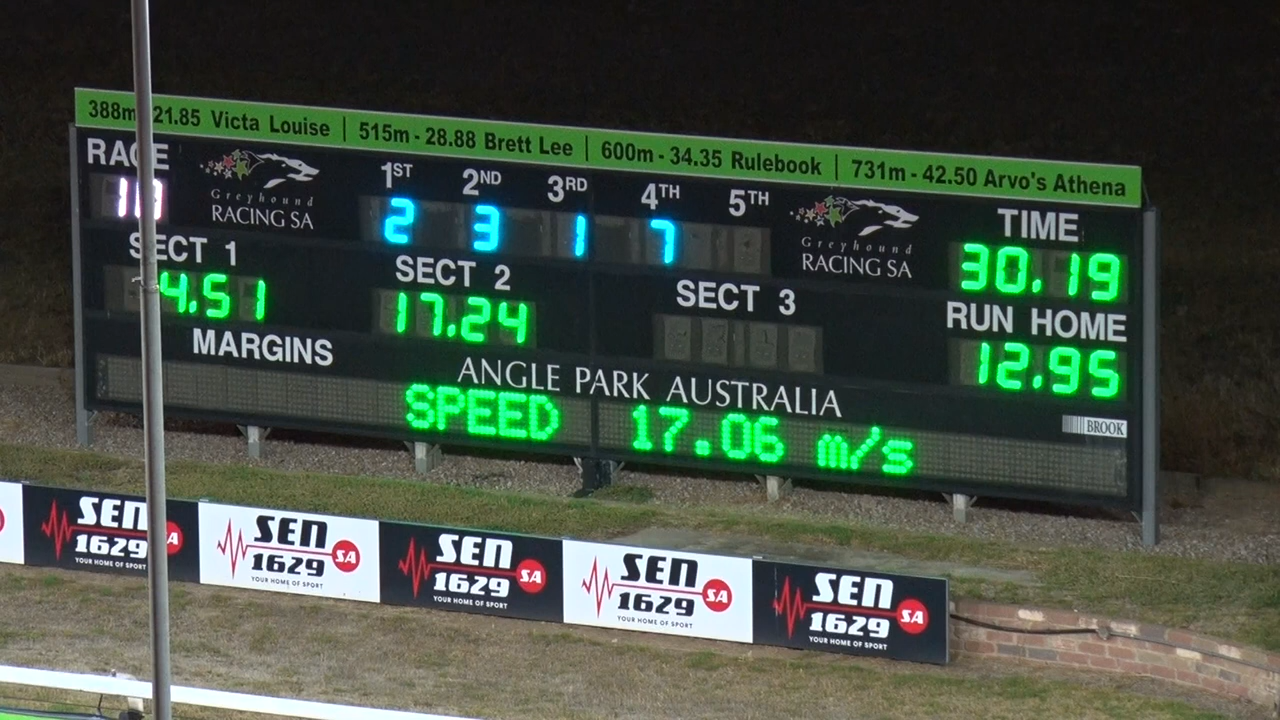 388m 21.85 Victa Louise | 515m - 28.88 Brett Lee | 600m - 34.35 Rulebook | 731m - 42.50 Arvo's Athena
RACE
Greyhound
RACING SA
1ST 2ND 3RD 4TH 5TH
2 3 1 7
Greyhound
RACING SA
TIME
30.19
SECT 1
4.51
SECT 2
17.24
SECT 3
RUN HOME
12.95
MARGINS
ANGLE PARK AUSTRALIA
BROOK
SPEED 17.06 m/s
SEN
1629 SA
YOUR HOME OF SPORT
SEN
1629 SA
YOUR HOME OF SPORT
SEN
1629 SA
YOUR HOME OF SPORT
SEN
1629 SA
YOUR HOME OF SPORT
SEN
1629 SA
YOUR HOME OF SPORT